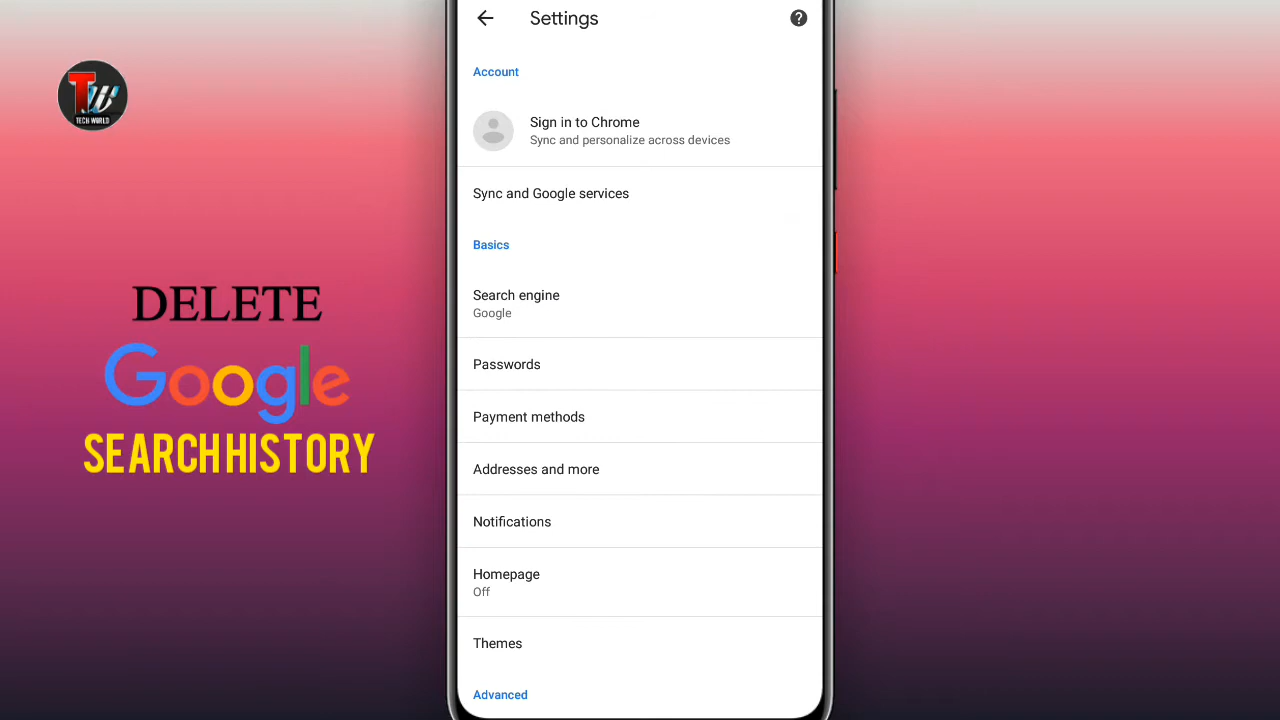 Settings
Account
Sign in to Chrome
Sync and personalize across devices
Sync and Google services
Basics
Search engine
Google
Passwords
Payment methods
Addresses and more
Notifications
Homepage
Off
Themes
Advanced
TW
TECH WORLD
DELETE
Google
SEARCH HISTORY